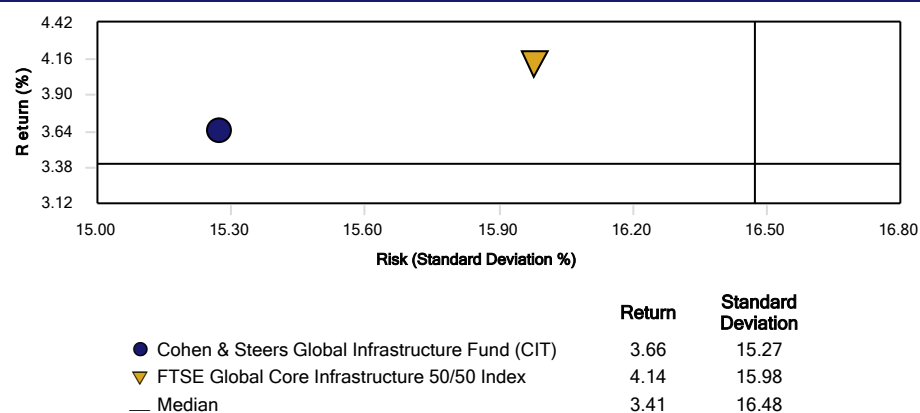 4.42
4.16
3.90
3.64
3.38
3.12
Return (%)
15.00 15.30 15.60 15.90 16.20 16.50 16.80
Risk (Standard Deviation %)
Return Standard Deviation
Cohen & Steers Global Infrastructure Fund (CIT) 3.66 15.27
FTSE Global Core Infrastructure 50/50 Index 4.14 15.98
Median 3.41 16.48